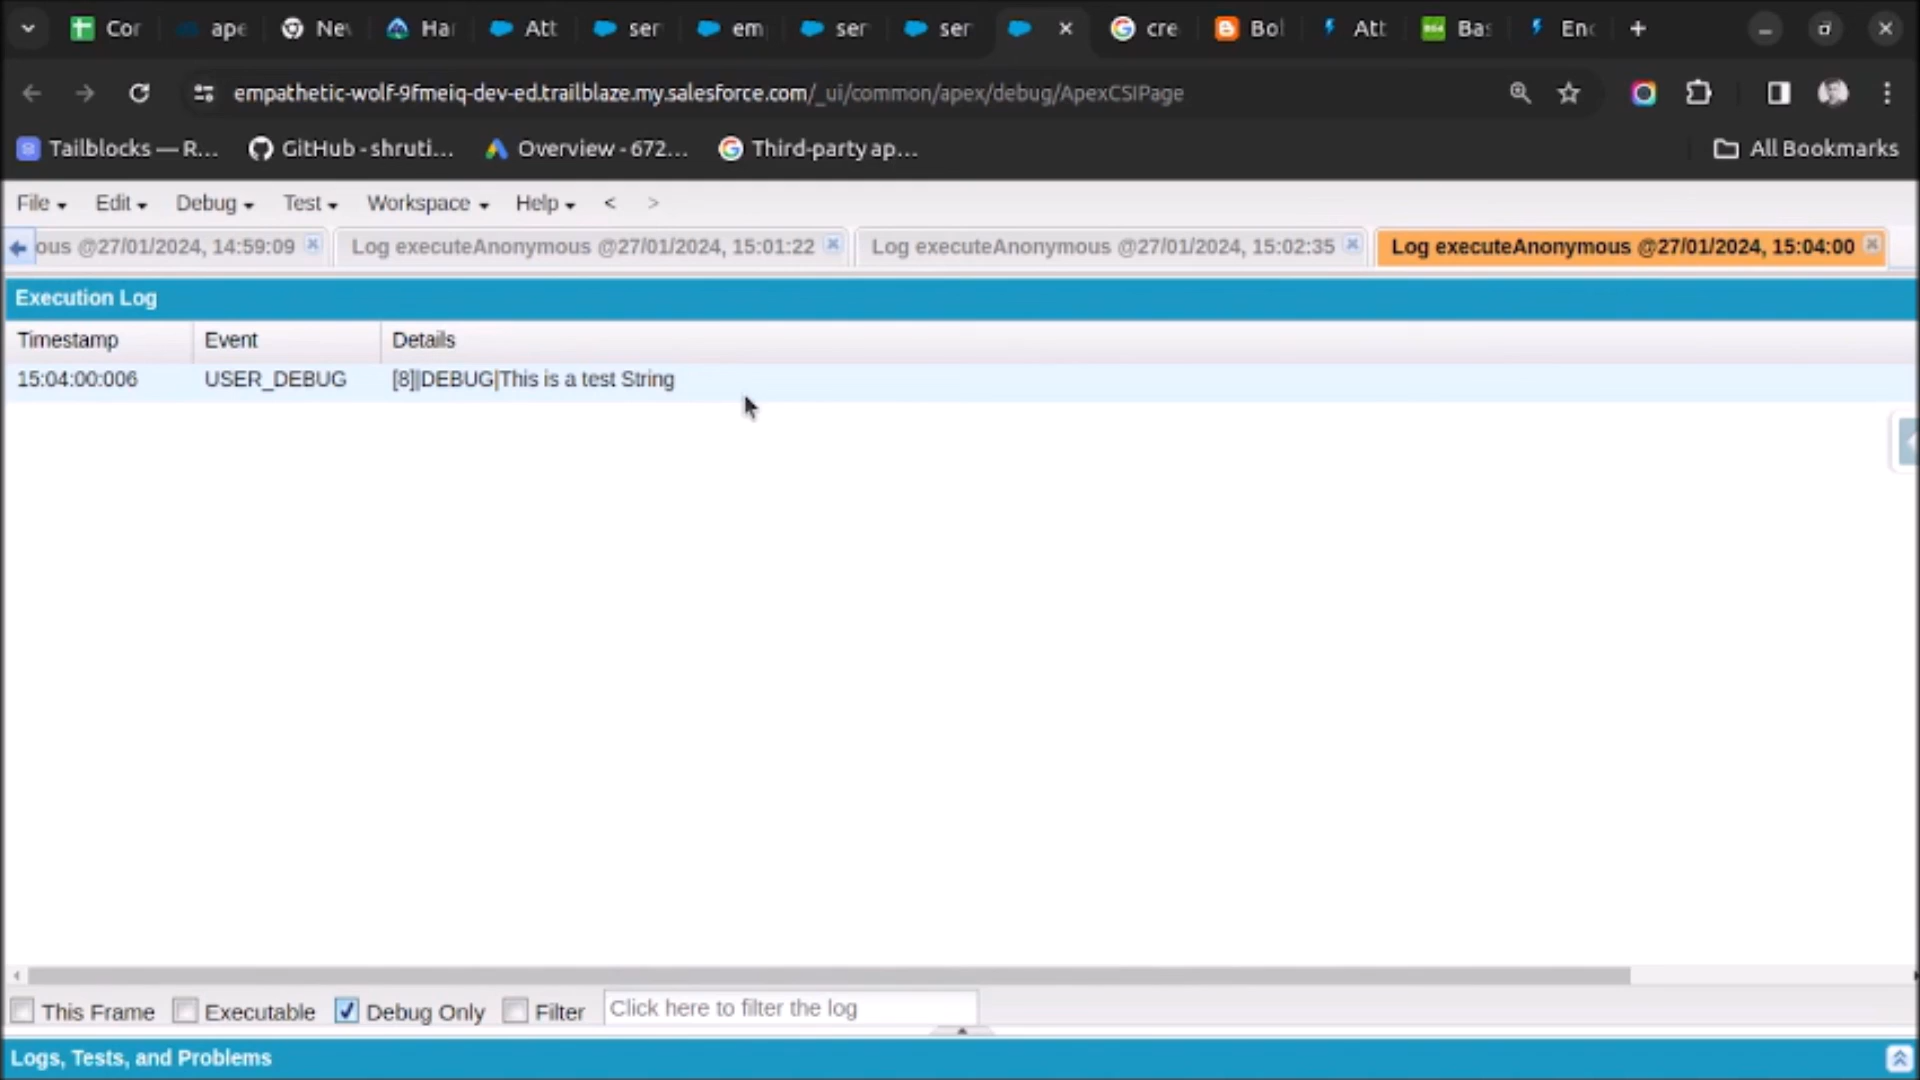 Cor ape Nev Har Att ser em ser ser cre Bol Att Bas Enc
empathetic-wolf-9fmeiq-dev-ed.trailblaze.my.salesforce.com/_ui/common/apex/debug/ApexCSIPage
Tailblocks — R... GitHub - shruti... Overview - 672... Third-party ap... All Bookmarks
File Edit Debug Test Workspace Help < >
ous @27/01/2024, 14:59:09 Log executeAnonymous @27/01/2024, 15:01:22 Log executeAnonymous @27/01/2024, 15:02:35 Log executeAnonymous @27/01/2024, 15:04:00
Execution Log
Timestamp Event Details
15:04:00:006 USER_DEBUG [8]|DEBUG|This is a test String
This Frame Executable Debug Only Filter Click here to filter the log
Logs, Tests, and Problems